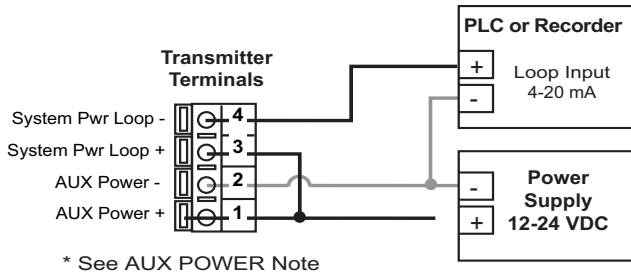 PLC or Recorder
+
Loop Input
4-20 mA
-
Transmitter
Terminals
System Pwr Loop -
4
System Pwr Loop +
3
AUX Power -
2
AUX Power +
1
-
Power
Supply
12-24 VDC
+
* See AUX POWER Note